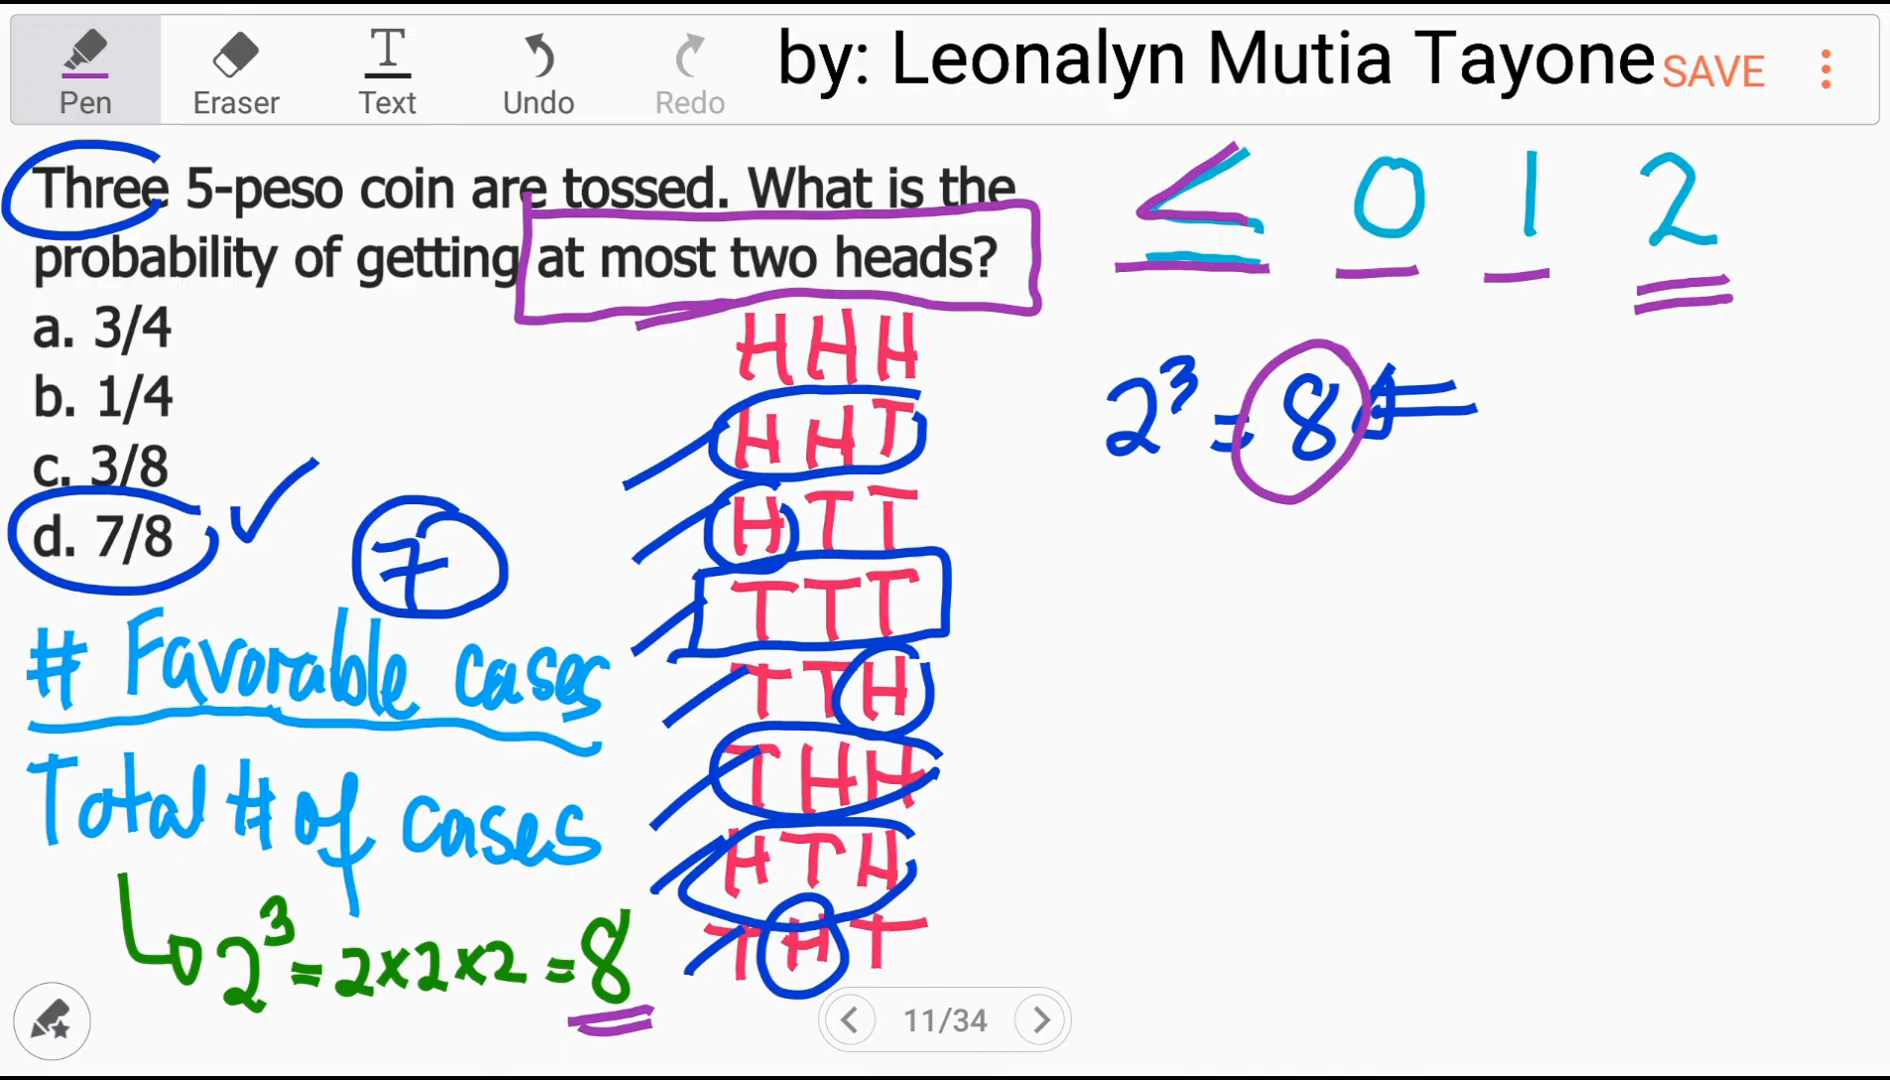 Pen Eraser Text Undo Redo by: Leonalyn Mutia Tayone SAVE
Three 5-peso coin are tossed. What is the
probability of getting at most two heads?
a. 3/4
b. 1/4
c. 3/8
d. 7/8
7
# Favorable cases
Total # of cases
2³ = 2×2×2 = 8
HHH
HHT
HTT
TTT
TTH
THH
HTH
THT
≤ 0 1 2
2³ = 8
11/34